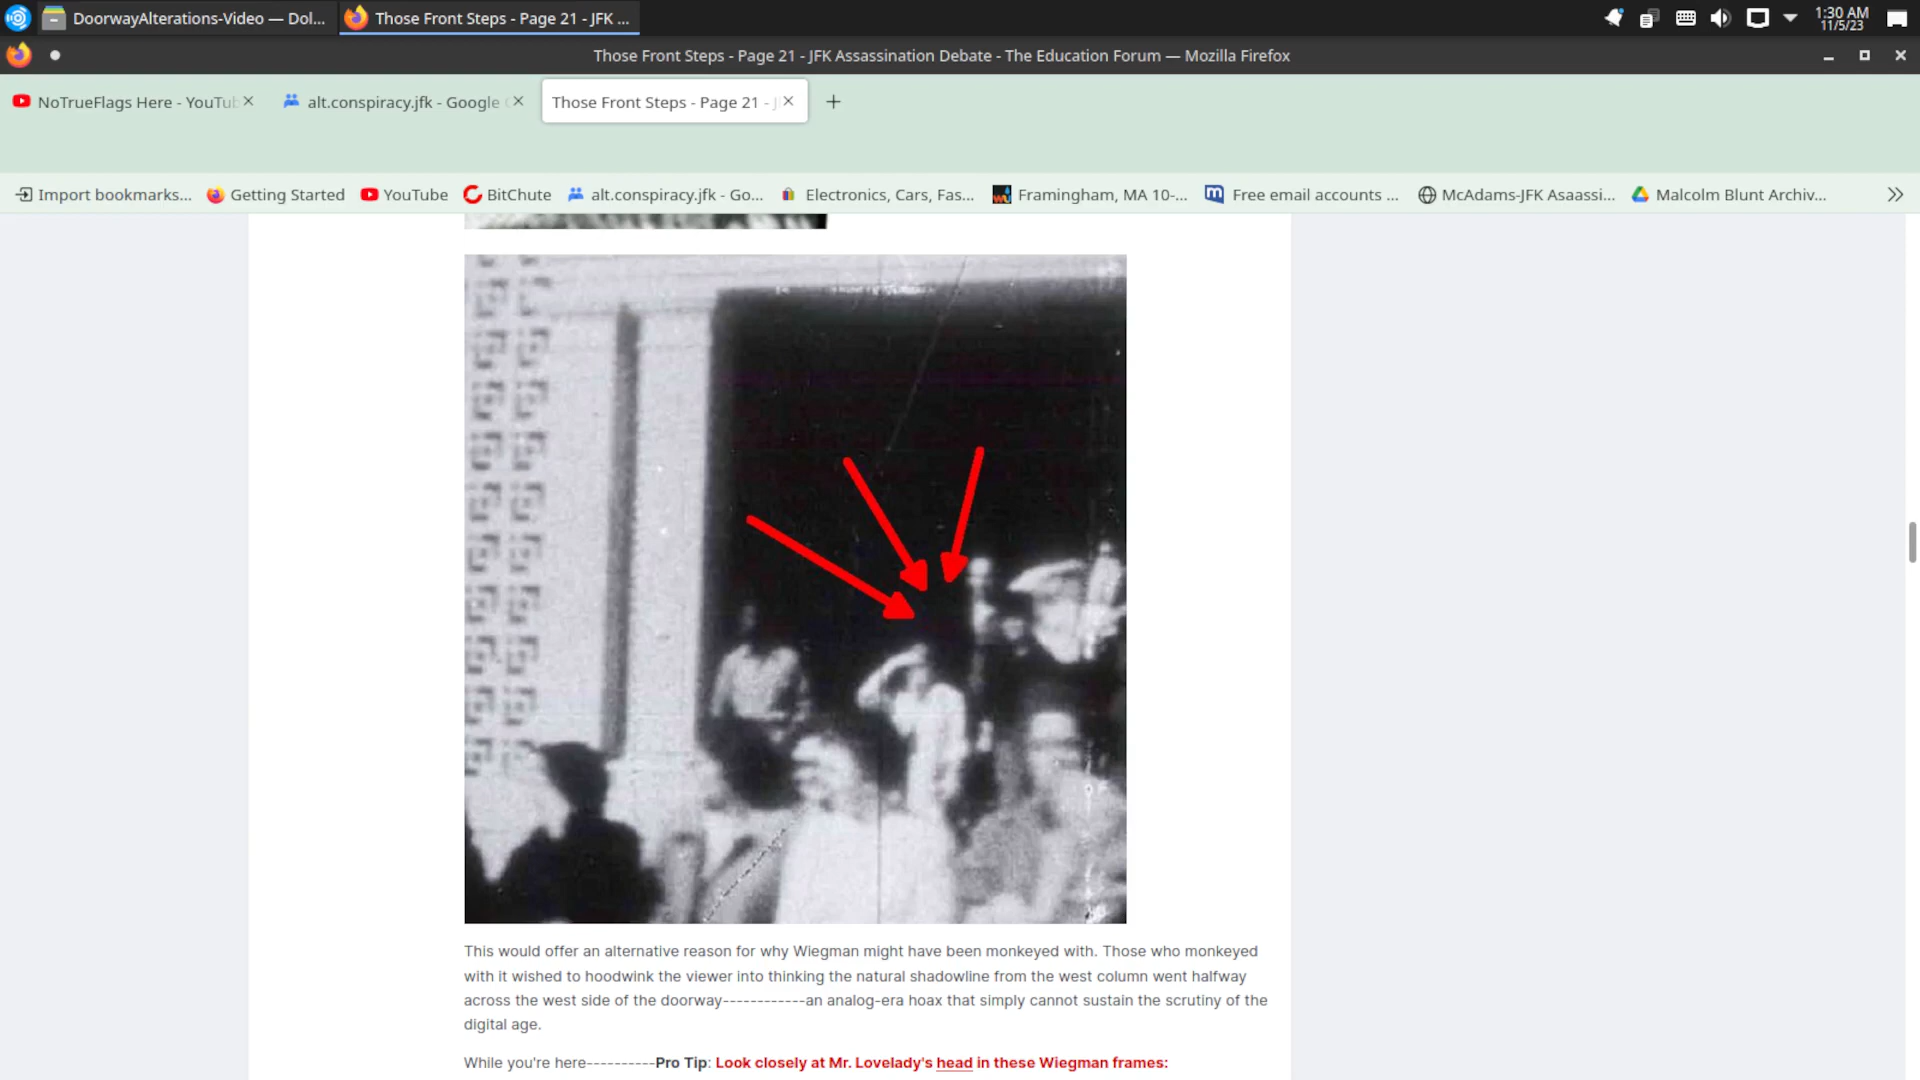 DoorwayAlterations-Video — Dol...
Those Front Steps - Page 21 - JFK ...
1:30 AM
11/5/23
Those Front Steps - Page 21 - JFK Assassination Debate - The Education Forum — Mozilla Firefox
NoTrueFlags Here - YouTub
alt.conspiracy.jfk - Google
Those Front Steps - Page 21 - J
Import bookmarks...
Getting Started
YouTube
BitChute
alt.conspiracy.jfk - Go...
Electronics, Cars, Fas...
Framingham, MA 10-...
Free email accounts ...
McAdams-JFK Asaassi...
Malcolm Blunt Archiv...
This would offer an alternative reason for why Wiegman might have been monkeyed with. Those who monkeyed
with it wished to hoodwink the viewer into thinking the natural shadowline from the west column went halfway
across the west side of the doorway------------an analog-era hoax that simply cannot sustain the scrutiny of the
digital age.
While you're here----------Pro Tip: Look closely at Mr. Lovelady's head in these Wiegman frames: